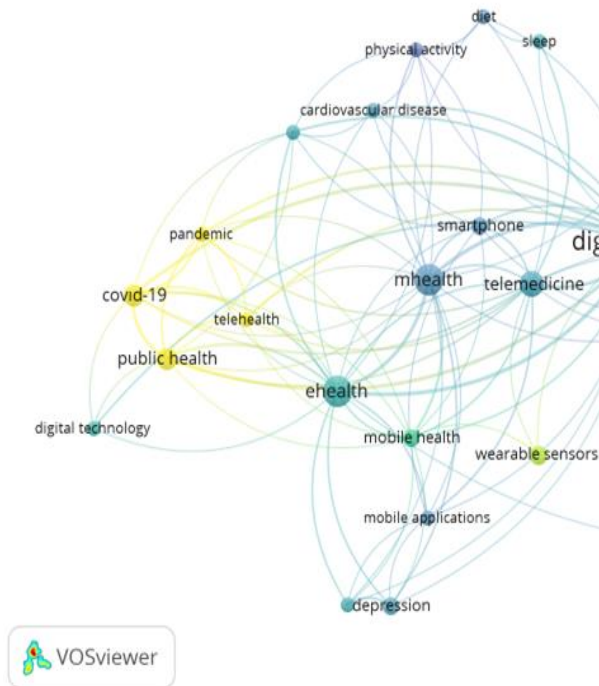 diet
sleep
physical activity
cardiovascular disease
smartphone
pandemic
dig
mhealth
telemedicine
covid-19
telehealth
public health
ehealth
digital technology
mobile health
wearable sensors
mobile applications
depression
VOSviewer